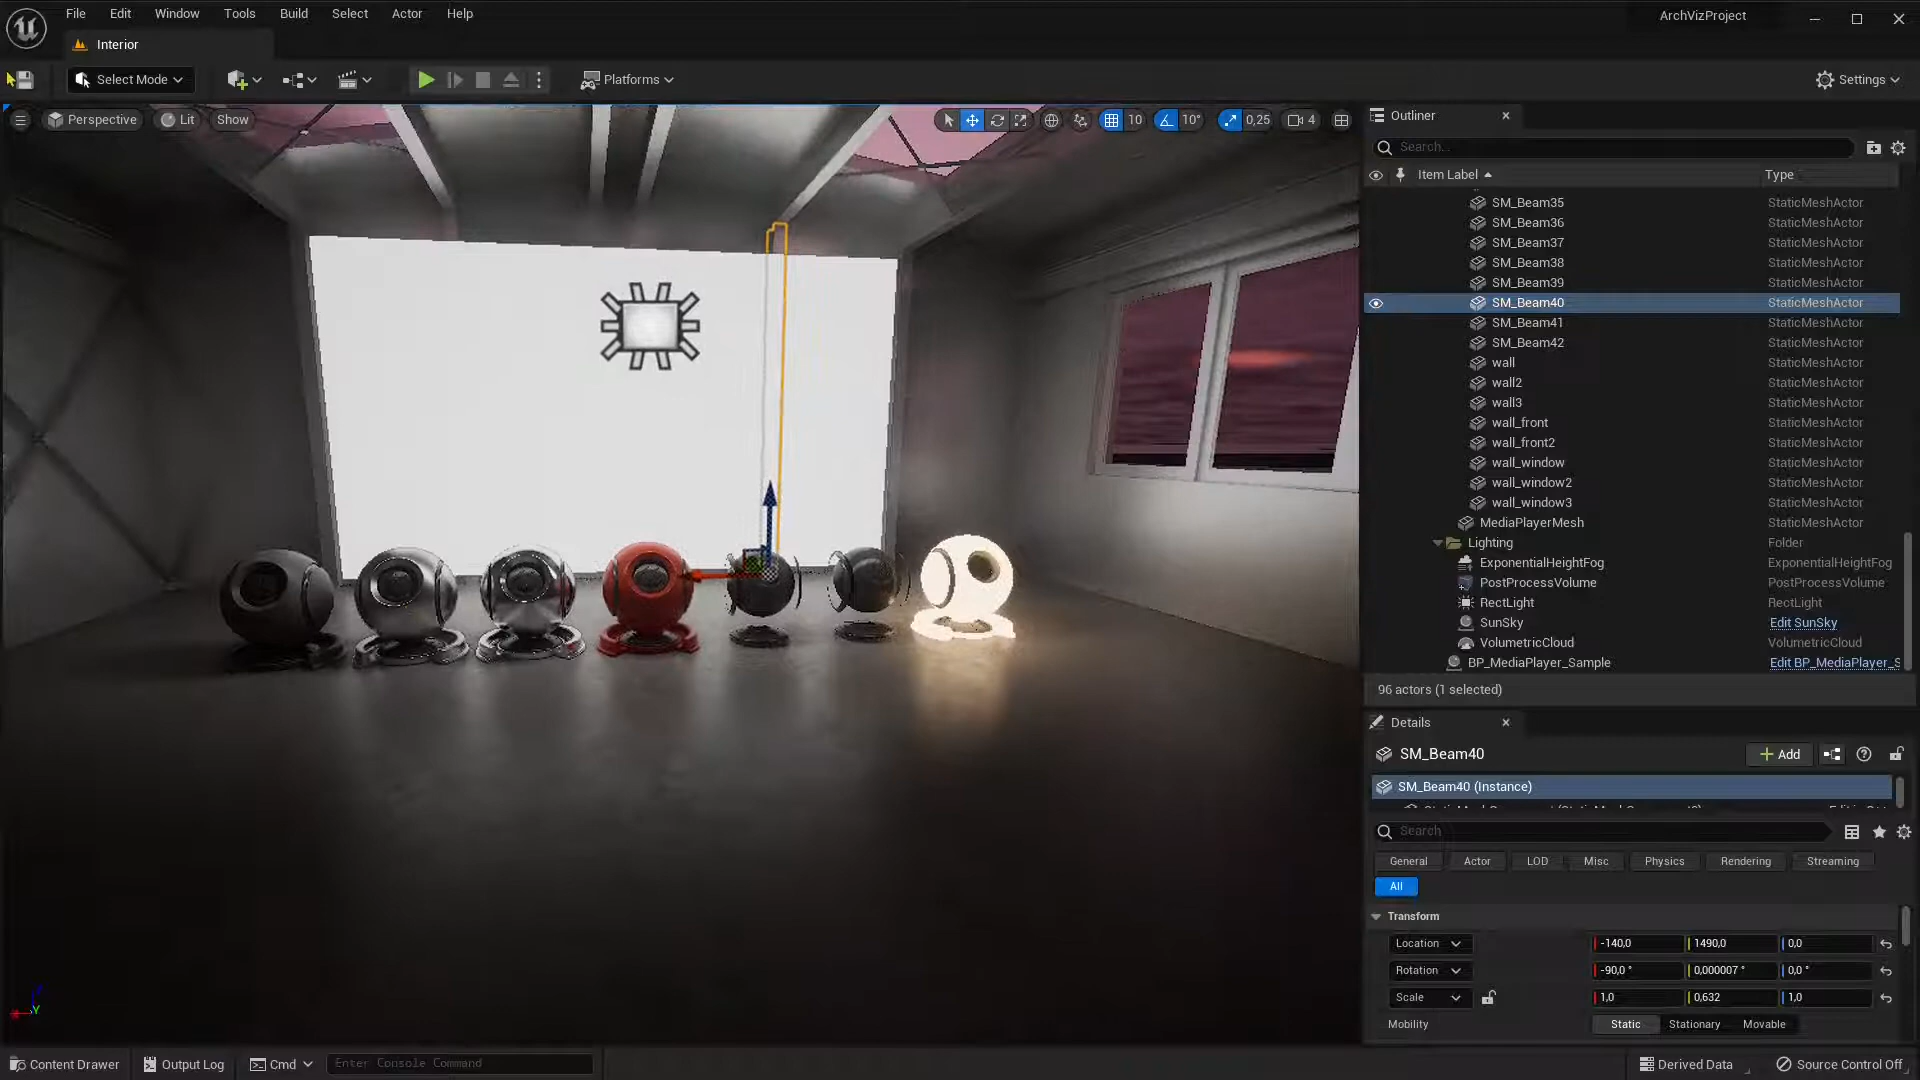 File Edit Window Tools Build Select Actor Help
ArchVizProject
Interior
Select Mode
Platforms
Settings
Perspective Lit Show
10 10° 0,25 4
Outliner
Search...
Item Label Type
SM_Beam35 StaticMeshActor
SM_Beam36 StaticMeshActor
SM_Beam37 StaticMeshActor
SM_Beam38 StaticMeshActor
SM_Beam39 StaticMeshActor
SM_Beam40 StaticMeshActor
SM_Beam41 StaticMeshActor
SM_Beam42 StaticMeshActor
wall StaticMeshActor
wall2 StaticMeshActor
wall3 StaticMeshActor
wall_front StaticMeshActor
wall_front2 StaticMeshActor
wall_window StaticMeshActor
wall_window2 StaticMeshActor
wall_window3 StaticMeshActor
MediaPlayerMesh StaticMeshActor
Lighting Folder
ExponentialHeightFog ExponentialHeightFog
PostProcessVolume PostProcessVolume
RectLight RectLight
SunSky Edit SunSky
VolumetricCloud VolumetricCloud
BP_MediaPlayer_Sample Edit BP_MediaPlayer_S
96 actors (1 selected)
Details
SM_Beam40
Add
SM_Beam40 (Instance)
Search
General Actor LOD Misc Physics Rendering Streaming
All
Transform
Location -140,0 1490,0 0,0
Rotation -90,0 ° 0,000007 ° 0,0 °
Scale 1,0 0,632 1,0
Mobility Static Stationary Movable
Y
Content Drawer Output Log Cmd Enter Console Command
Derived Data Source Control Off